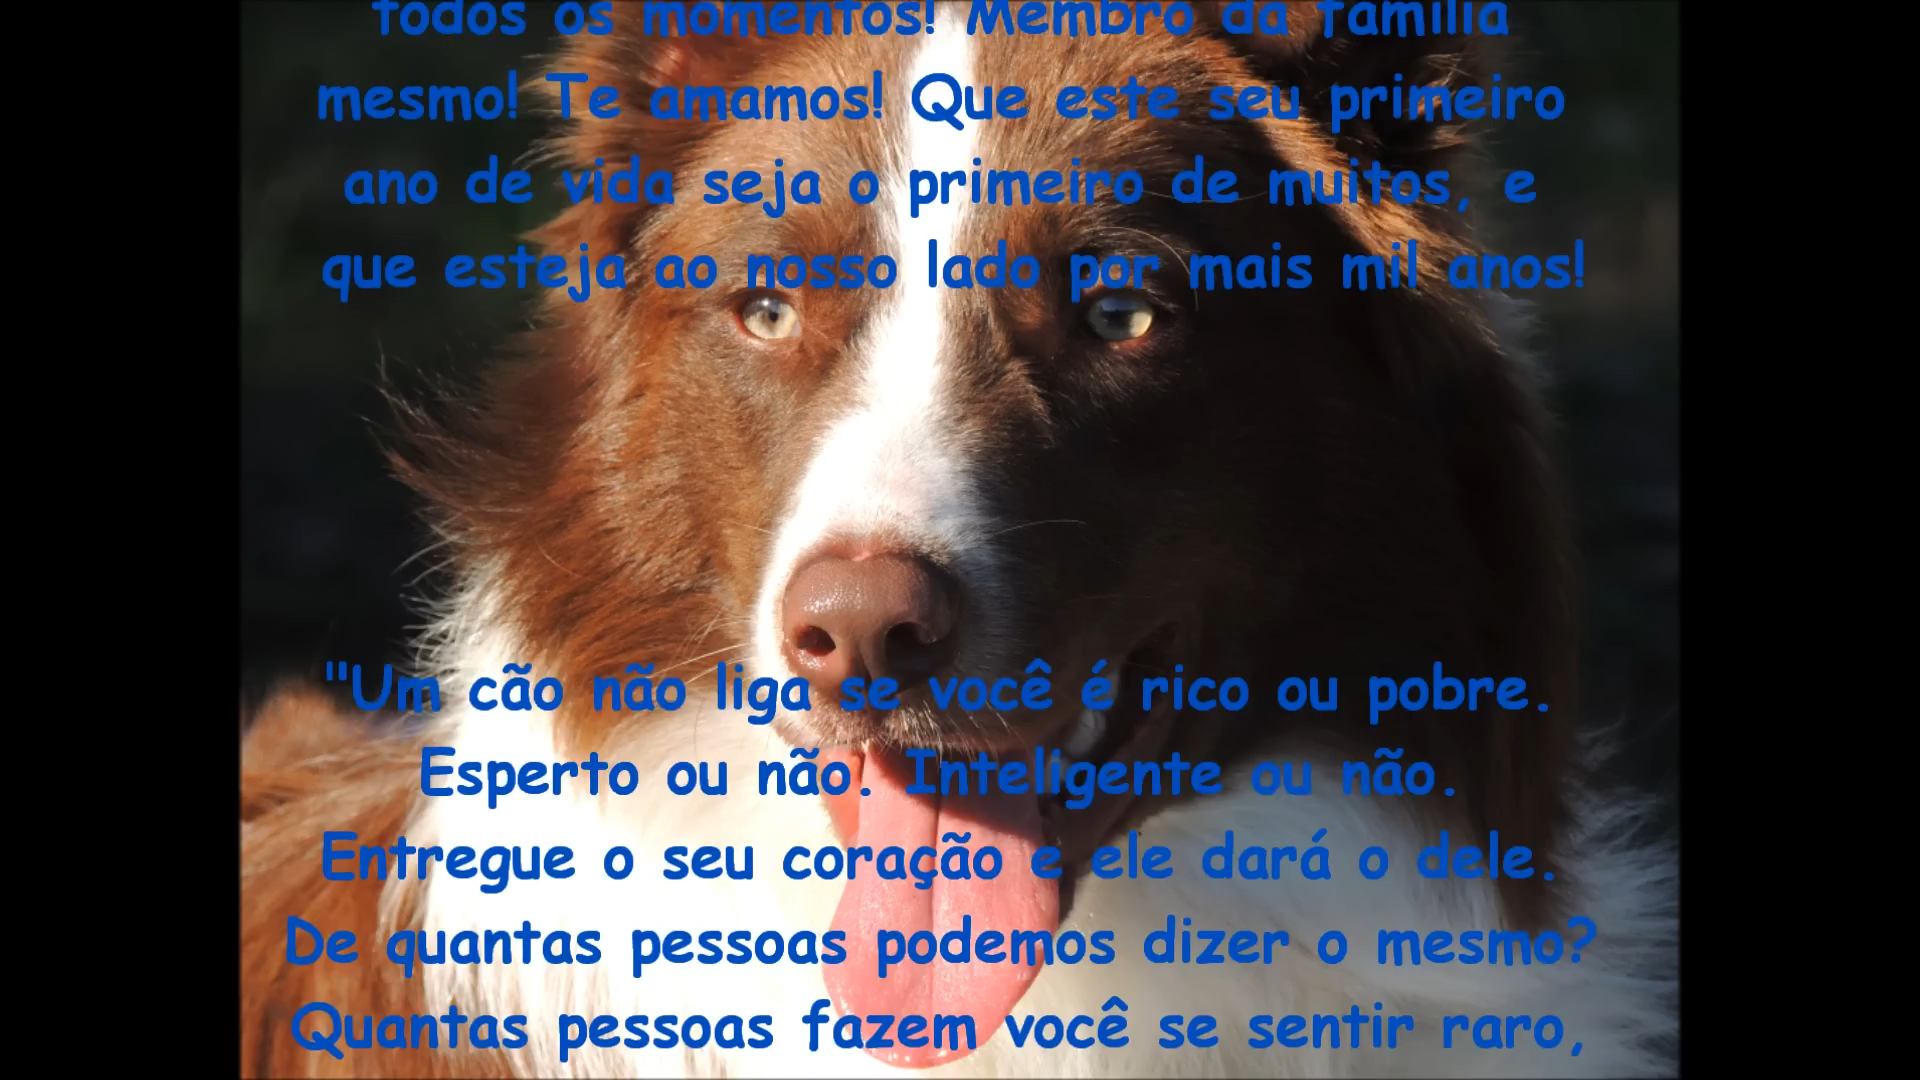 todos os momentos! Membro da família
mesmo! Te amamos! Que este seu primeiro
ano de vida seja o primeiro de muitos, e
que esteja ao nosso lado por mais mil anos!
"Um cão não liga se você é rico ou pobre.
Esperto ou não. Inteligente ou não.
Entregue o seu coração e ele dará o dele.
De quantas pessoas podemos dizer o mesmo?
Quantas pessoas fazem você se sentir raro,